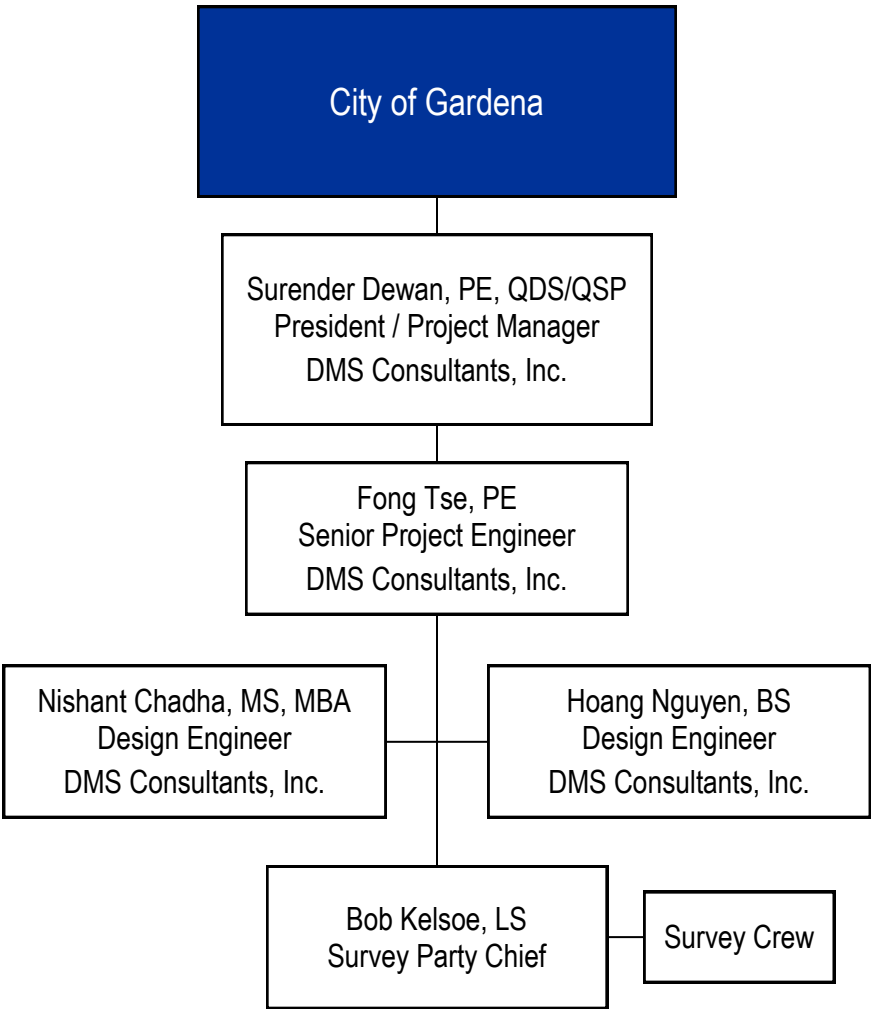 City of Gardena
Surender Dewan, PE, QDS/QSP
President / Project Manager
DMS Consultants, Inc.
Fong Tse, PE
Senior Project Engineer
DMS Consultants, Inc.
Nishant Chadha, MS, MBA
Design Engineer
DMS Consultants, Inc.
Hoang Nguyen, BS
Design Engineer
DMS Consultants, Inc.
Bob Kelsoe, LS
Survey Party Chief
Survey Crew